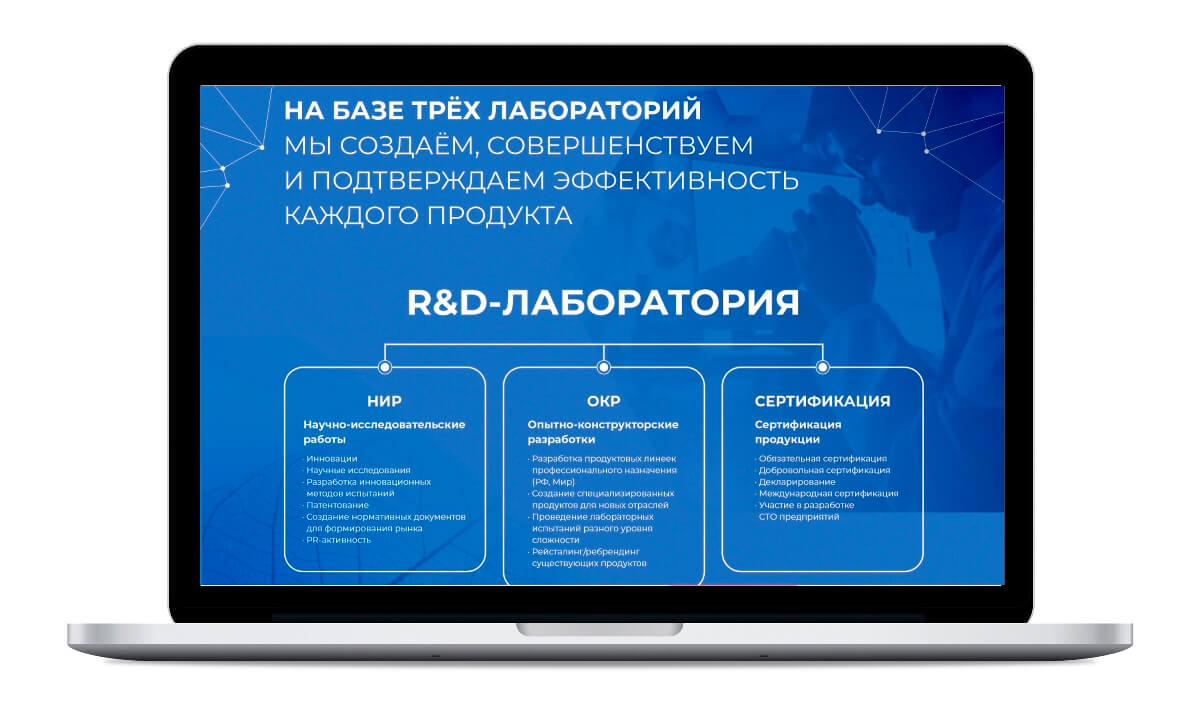 НА БАЗЕ ТРЁХ ЛАБОРАТОРИЙ
МЫ СОЗДАЁМ, СОВЕРШЕНСТВУЕМ
И ПОДТВЕРЖДАЕМ ЭФФЕКТИВНОСТЬ
КАЖДОГО ПРОДУКТА
R&D-ЛАБОРАТОРИЯ
НИР
Научно-исследовательские
работы
· Инновации
· Научные исследования
· Разработка инновационных
методов испытаний
· Патентование
· Создание нормативных документов
для формирования рынка
· PR-активность
ОКР
Опытно-конструкторские
разработки
· Разработка продуктовых линеек
профессионального назначения
(РФ, Мир)
· Создание специализированных
продуктов для новых отраслей
· Проведение лабораторных
испытаний разного уровня
сложности
· Рейсталинг/ребрендинг
существующих продуктов
СЕРТИФИКАЦИЯ
Сертификация
продукции
· Обязательная сертификация
· Добровольная сертификация
· Декларирование
· Международная сертификация
· Участие в разработке
СТО предприятий